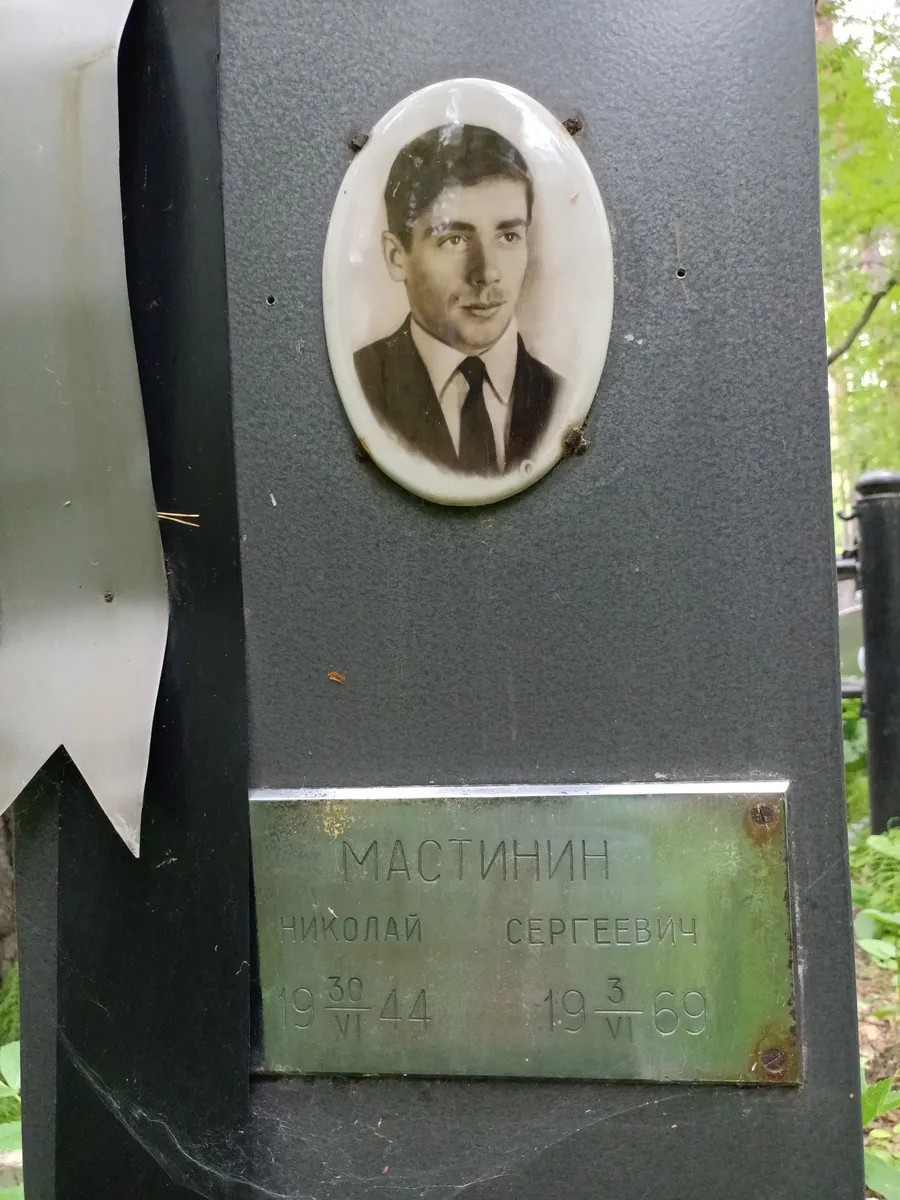 МАСТИНИН
НИКОЛАЙ СЕРГЕЕВИЧ
19 30/VI 44 19 3/VI 69